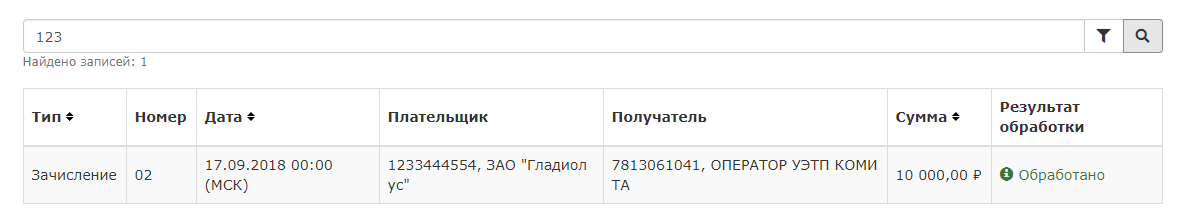 123
Найдено записей: 1
Тип Номер Дата Плательщик Получатель Сумма Результат
обработки
Зачисление 02 17.09.2018 00:00 1233444554, ЗАО "Гладиол 7813061041, ОПЕРАТОР УЭТП КОМИ 10 000,00 ₽ Обработано
(МСК) ус" ТА